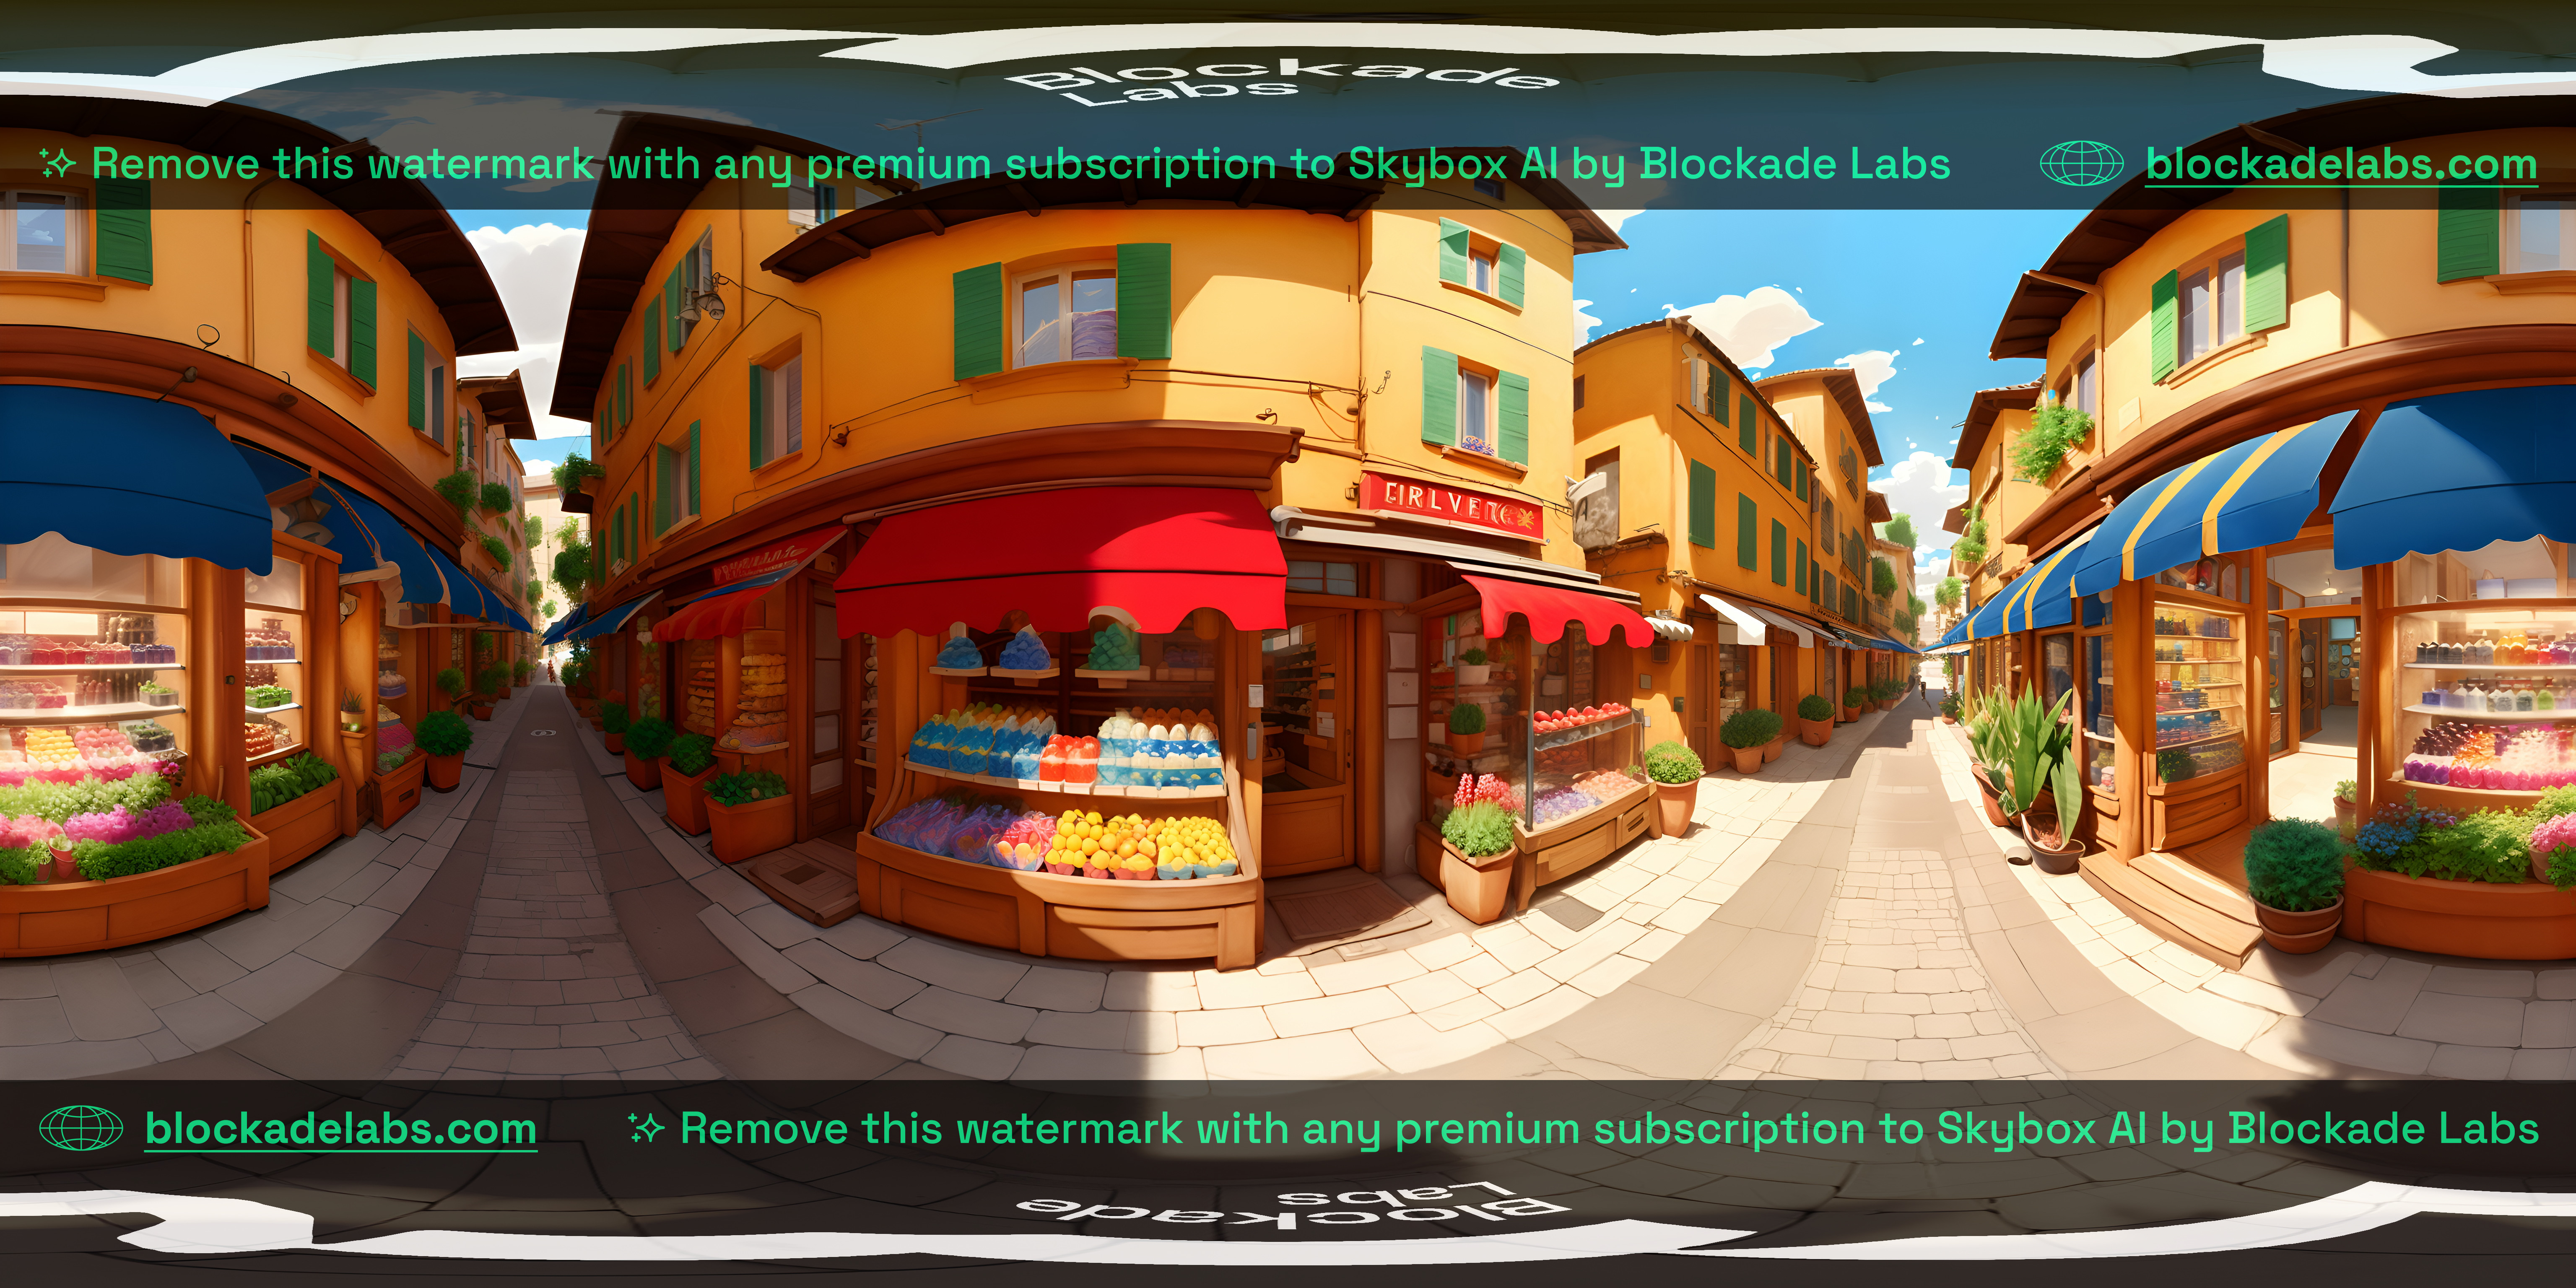 Blockade
Labs
Remove this watermark with any premium subscription to Skybox AI by Blockade Labs
blockadelabs.com
blockadelabs.com
Remove this watermark with any premium subscription to Skybox AI by Blockade Labs
Blockade
Labs